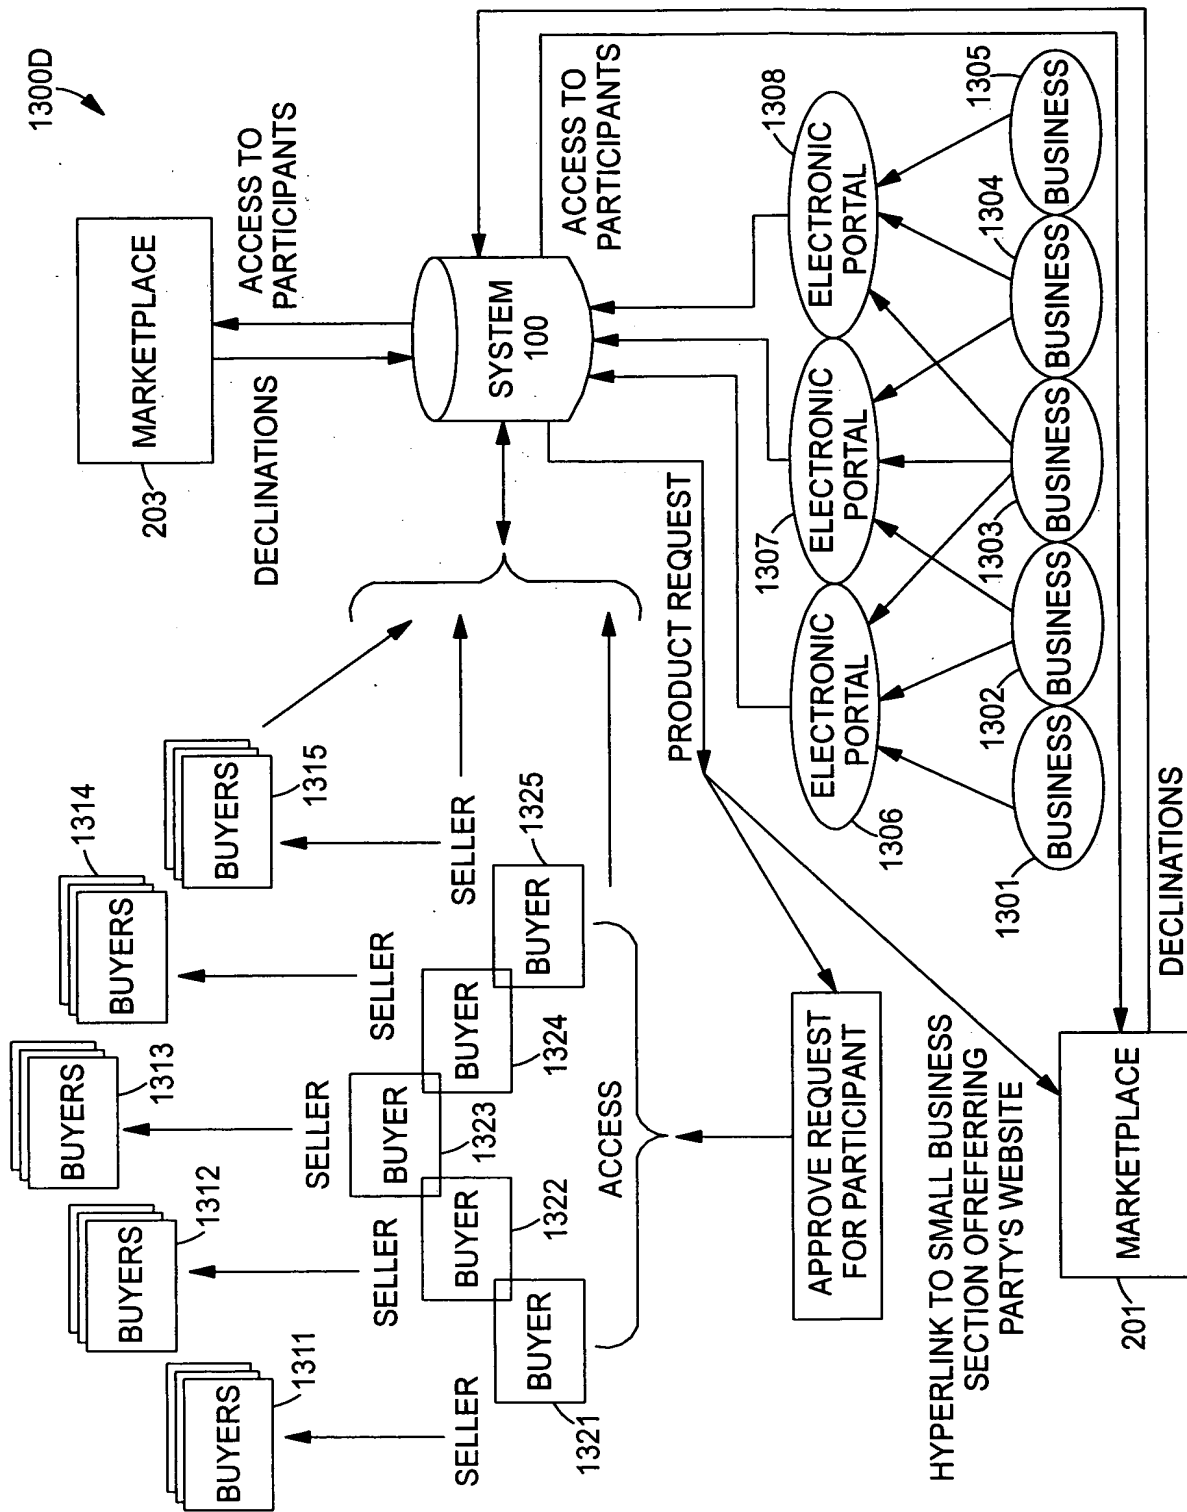 1300D
MARKETPLACE
203
ACCESS TO
PARTICIPANTS
DECLINATIONS
SYSTEM
100
ACCESS TO
PARTICIPANTS
BUYERS
1311
BUYERS
1312
BUYERS
1313
BUYERS
1314
BUYERS
1315
SELLER
SELLER
SELLER
SELLER
SELLER
BUYER
1321
BUYER
1322
BUYER
1323
BUYER
1324
BUYER
1325
ACCESS
PRODUCT REQUEST
APPROVE REQUEST
FOR PARTICIPANT
ELECTRONIC
PORTAL
1306
ELECTRONIC
PORTAL
1307
ELECTRONIC
PORTAL
1308
BUSINESS
1301
BUSINESS
1302
BUSINESS
1303
BUSINESS
1304
BUSINESS
1305
HYPERLINK TO SMALL BUSINESS
SECTION OFREFERRING
PARTY'S WEBSITE
MARKETPLACE
201
DECLINATIONS